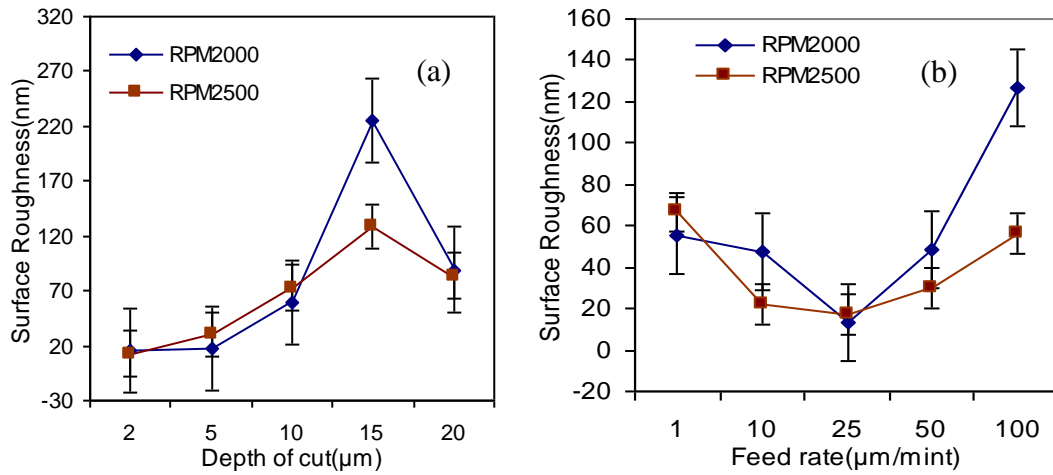 320
270
220
170
120
70
20
-30
Surface Roughness(nm)
RPM2000
RPM2500
(a)
2 5 10 15 20
Depth of cut(µm)
160
140
120
100
80
60
40
20
0
-20
Surface Roughness(nm)
RPM2000
RPM2500
(b)
1 10 25 50 100
Feed rate(µm/mint)